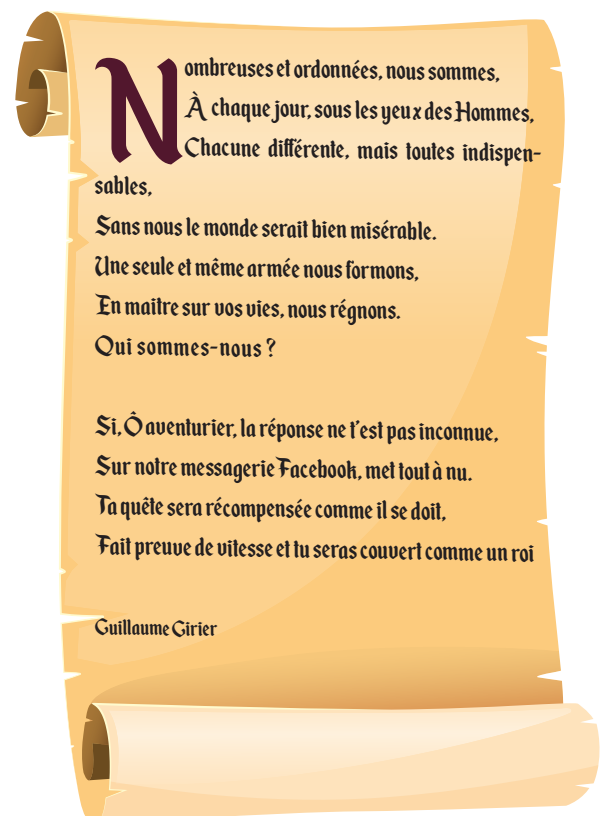 Nombreuses et ordonnées, nous sommes,
À chaque jour, sous les yeux des Hommes,
Chacune différente, mais toutes indispen-
sables,
Sans nous le monde serait bien misérable.
Une seule et même armée nous formons,
En maitre sur vos vies, nous régnons.
Qui sommes-nous ?
Si, Ô aventurier, la réponse ne t'est pas inconnue,
Sur notre messagerie Facebook, met tout à nu.
Ta quête sera récompensée comme il se doit,
Fait preuve de vitesse et tu seras couvert comme un roi
Guillaume Girier